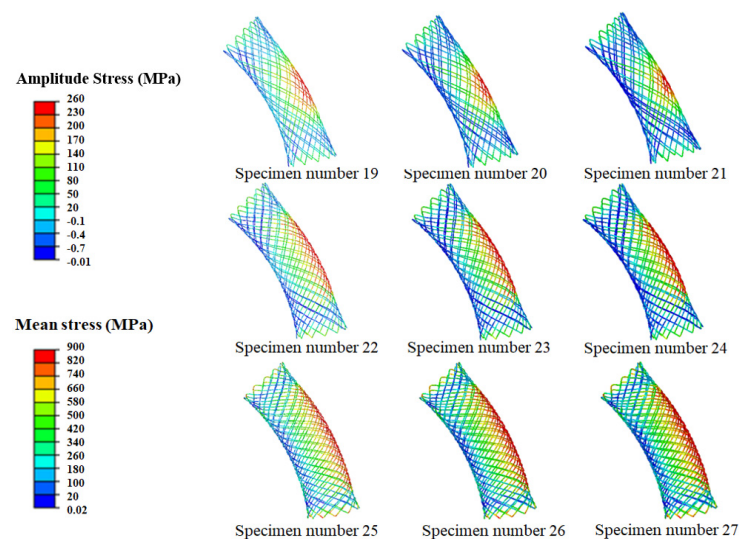 Amplitude Stress (MPa)
260
230
200
170
140
110
80
50
20
-0.1
-0.4
-0.7
-0.01
Specimen number 19
Specimen number 20
Specimen number 21
Specimen number 22
Specimen number 23
Specimen number 24
Mean stress (MPa)
900
820
740
660
580
500
420
340
260
180
100
20
0.02
Specimen number 25
Specimen number 26
Specimen number 27